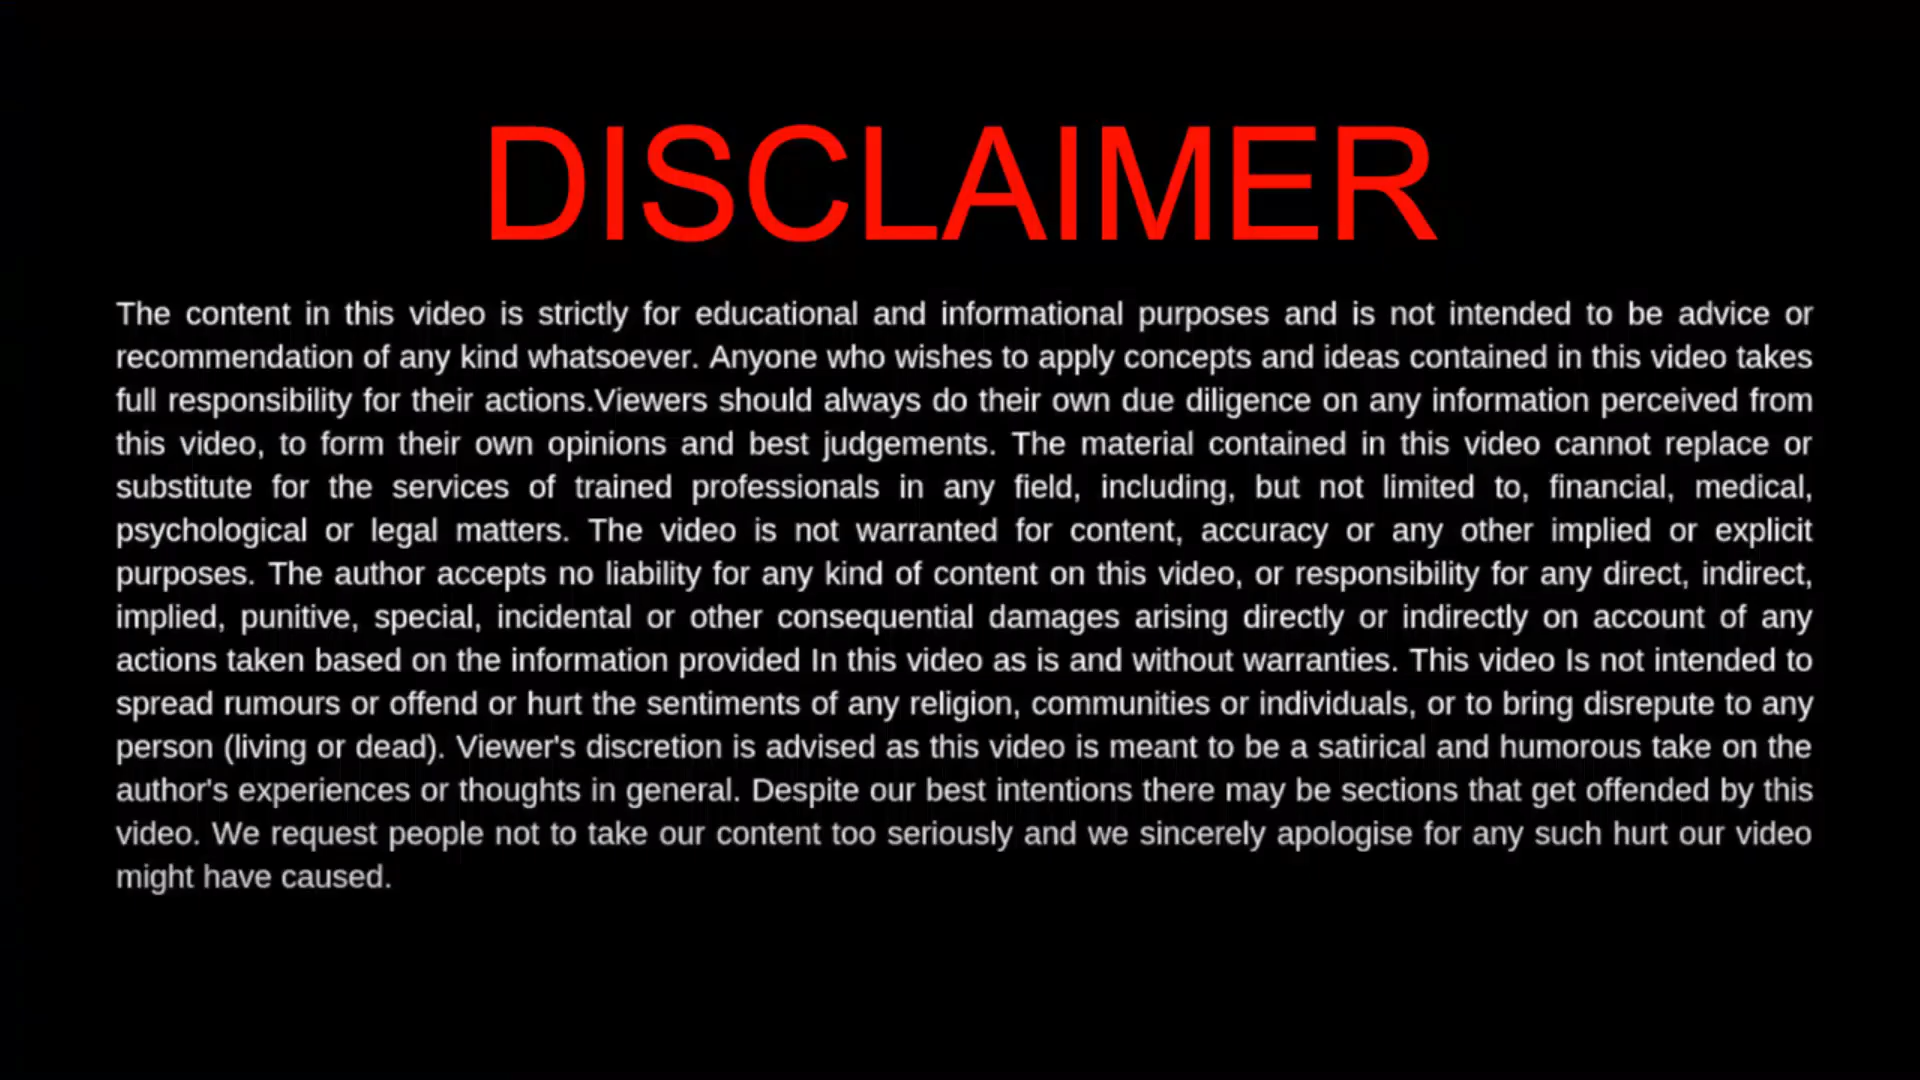 DISCLAIMER
The content in this video is strictly for educational and informational purposes and is not intended to be advice or
recommendation of any kind whatsoever. Anyone who wishes to apply concepts and ideas contained in this video takes
full responsibility for their actions.Viewers should always do their own due diligence on any information perceived from
this video, to form their own opinions and best judgements. The material contained in this video cannot replace or
substitute for the services of trained professionals in any field, including, but not limited to, financial, medical,
psychological or legal matters. The video is not warranted for content, accuracy or any other implied or explicit
purposes. The author accepts no liability for any kind of content on this video, or responsibility for any direct, indirect,
implied, punitive, special, incidental or other consequential damages arising directly or indirectly on account of any
actions taken based on the information provided In this video as is and without warranties. This video Is not intended to
spread rumours or offend or hurt the sentiments of any religion, communities or individuals, or to bring disrepute to any
person (living or dead). Viewer's discretion is advised as this video is meant to be a satirical and humorous take on the
author's experiences or thoughts in general. Despite our best intentions there may be sections that get offended by this
video. We request people not to take our content too seriously and we sincerely apologise for any such hurt our video
might have caused.